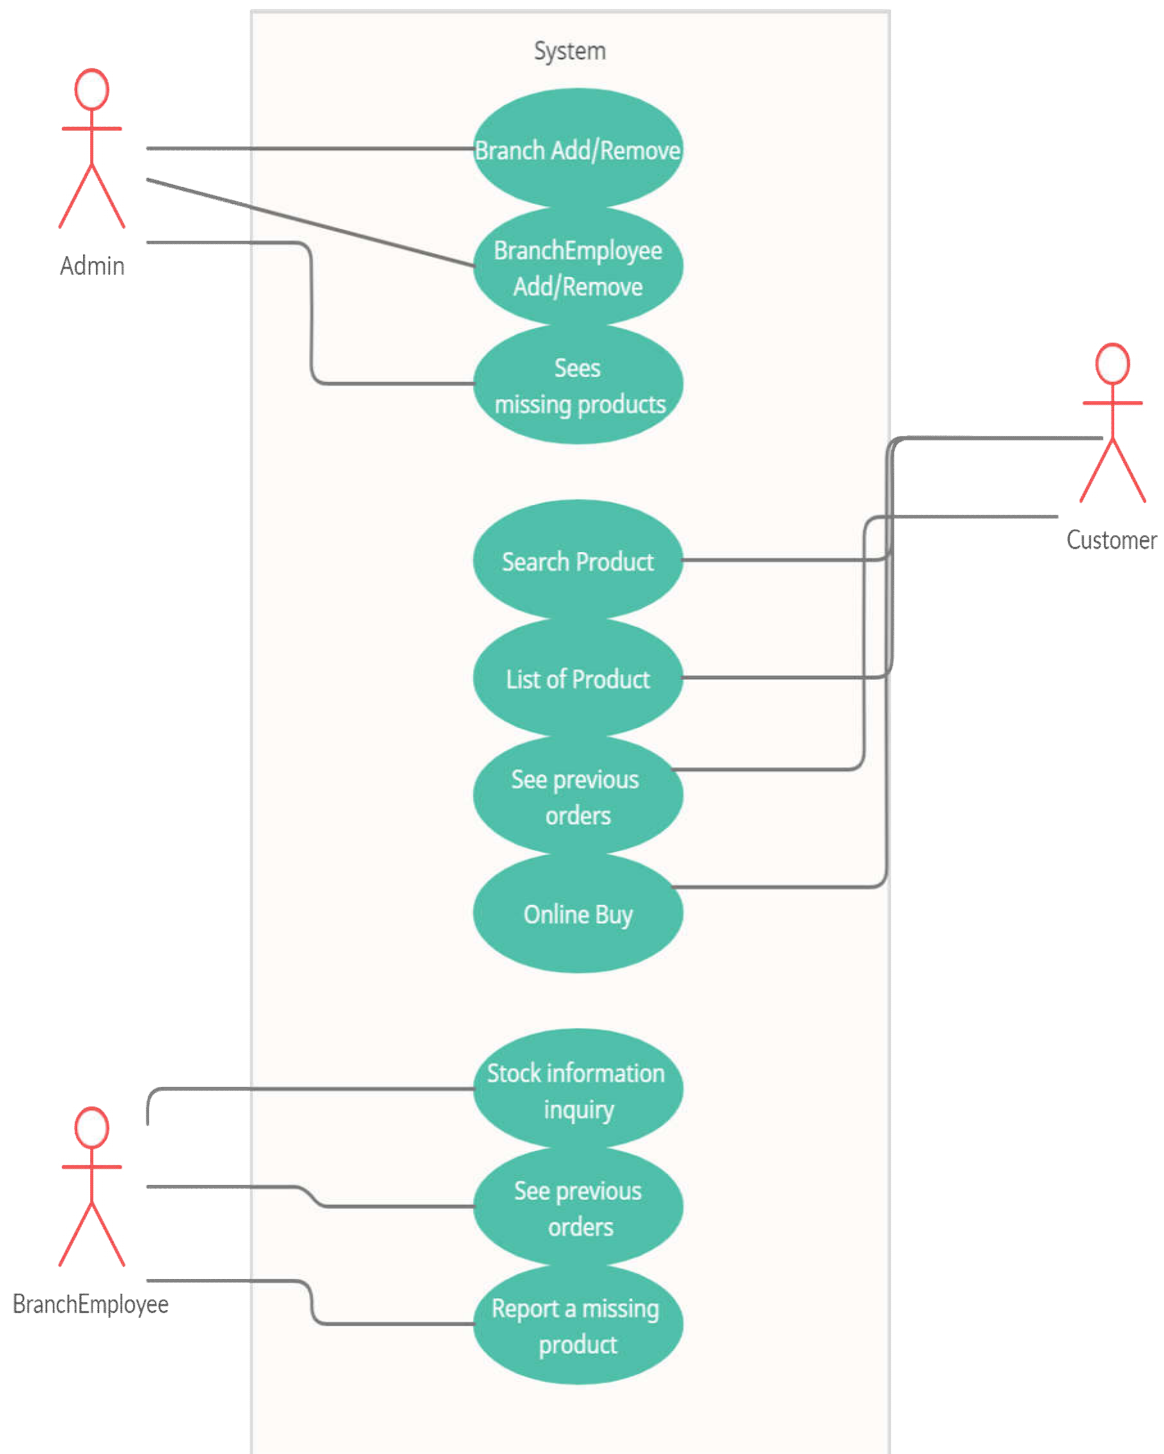 System
Branch Add/Remove
BranchEmployee
Add/Remove
Admin
Sees
missing products
Search Product
Customer
List of Product
See previous
orders
Online Buy
Stock information
inquiry
See previous
orders
BranchEmployee
Report a missing
product